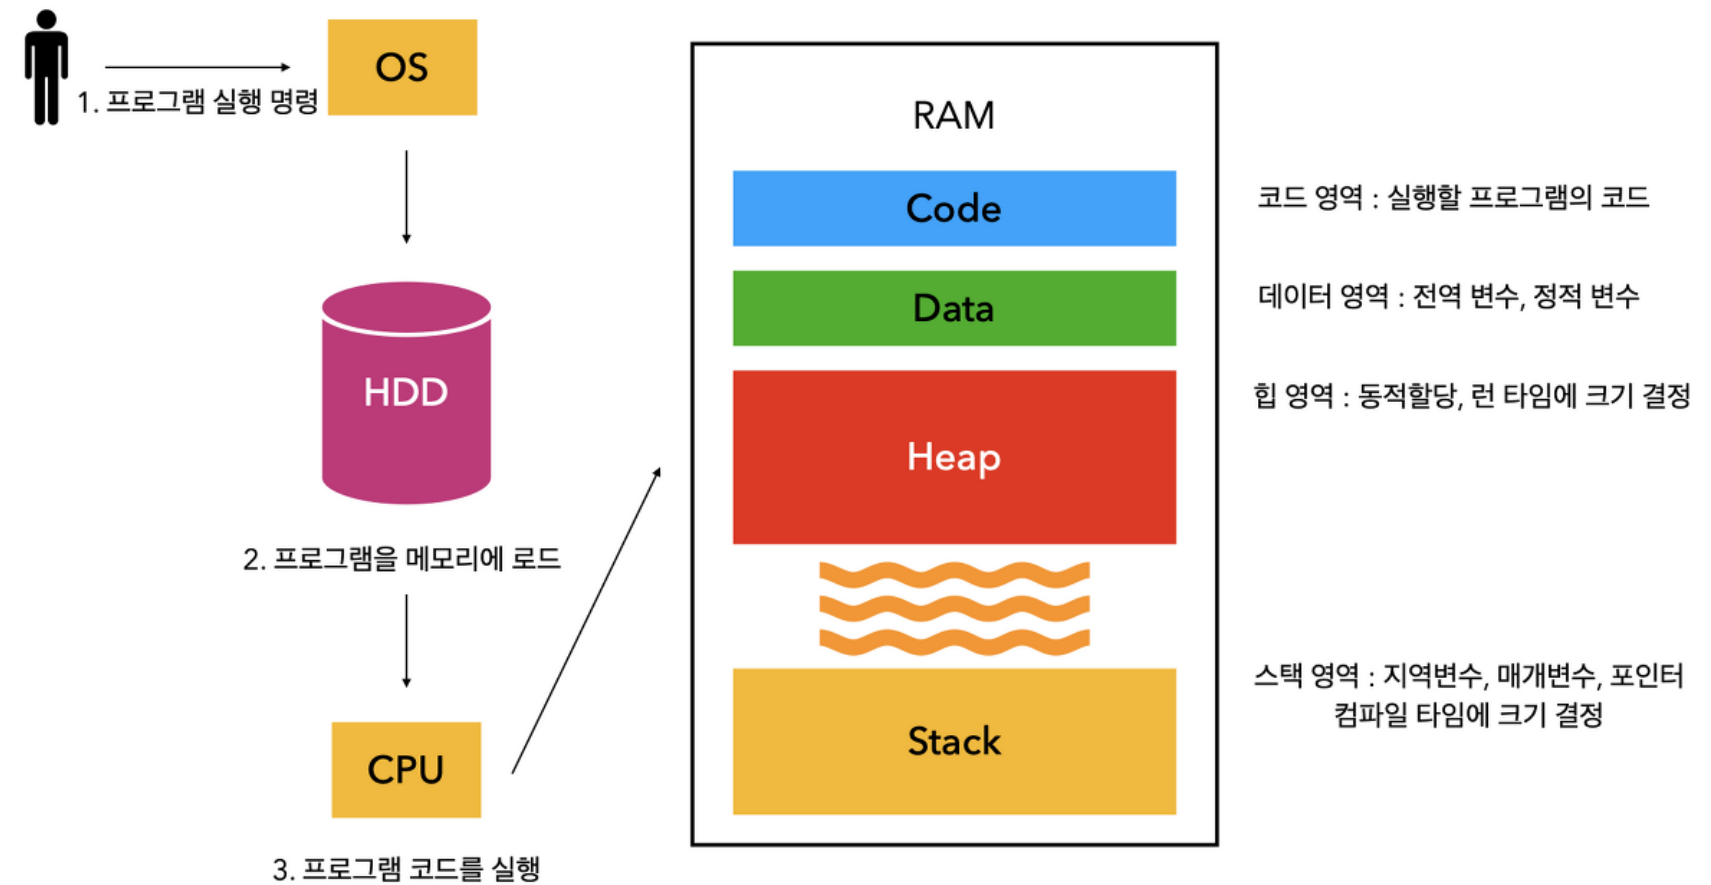 OS
1. 프로그램 실행 명령
HDD
2. 프로그램을 메모리에 로드
CPU
3. 프로그램 코드를 실행
RAM
Code
코드 영역 : 실행할 프로그램의 코드
Data
데이터 영역 : 전역 변수, 정적 변수
Heap
힙 영역 : 동적할당, 런 타임에 크기 결정
Stack
스택 영역 : 지역변수, 매개변수, 포인터
컴파일 타임에 크기 결정